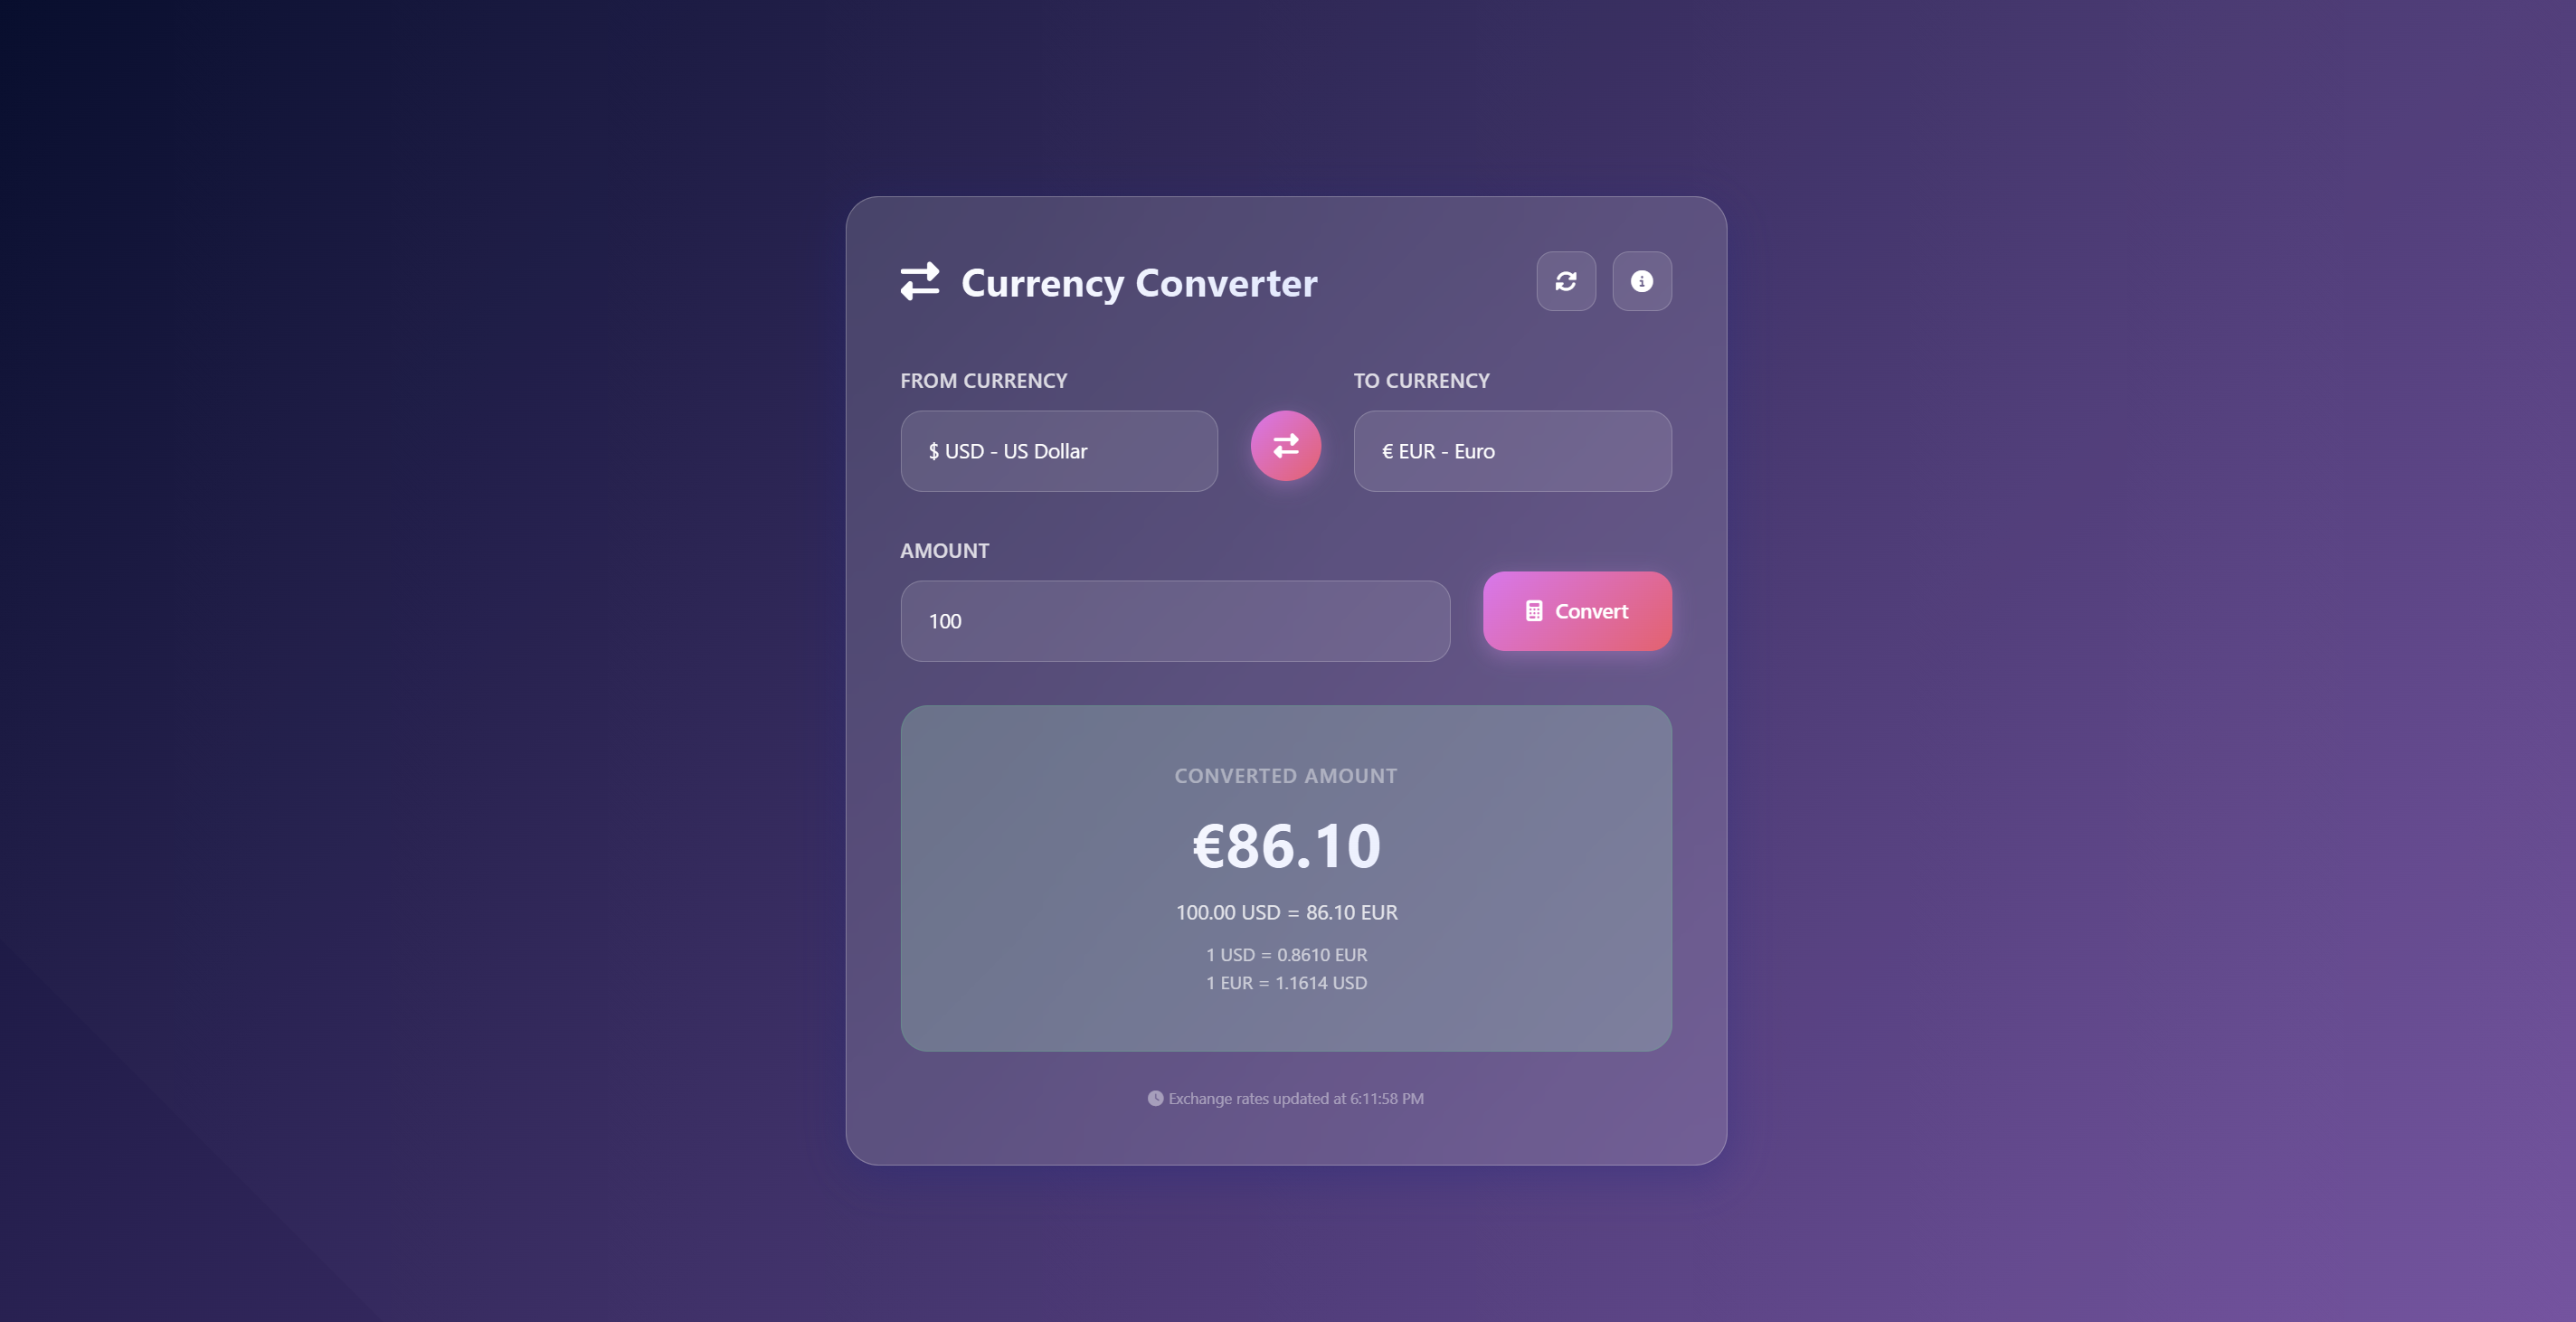 Currency Converter
FROM CURRENCY
TO CURRENCY
$ USD - US Dollar
€ EUR - Euro
AMOUNT
100
Convert
CONVERTED AMOUNT
€86.10
100.00 USD = 86.10 EUR
1 USD = 0.8610 EUR
1 EUR = 1.1614 USD
Exchange rates updated at 6:11:58 PM